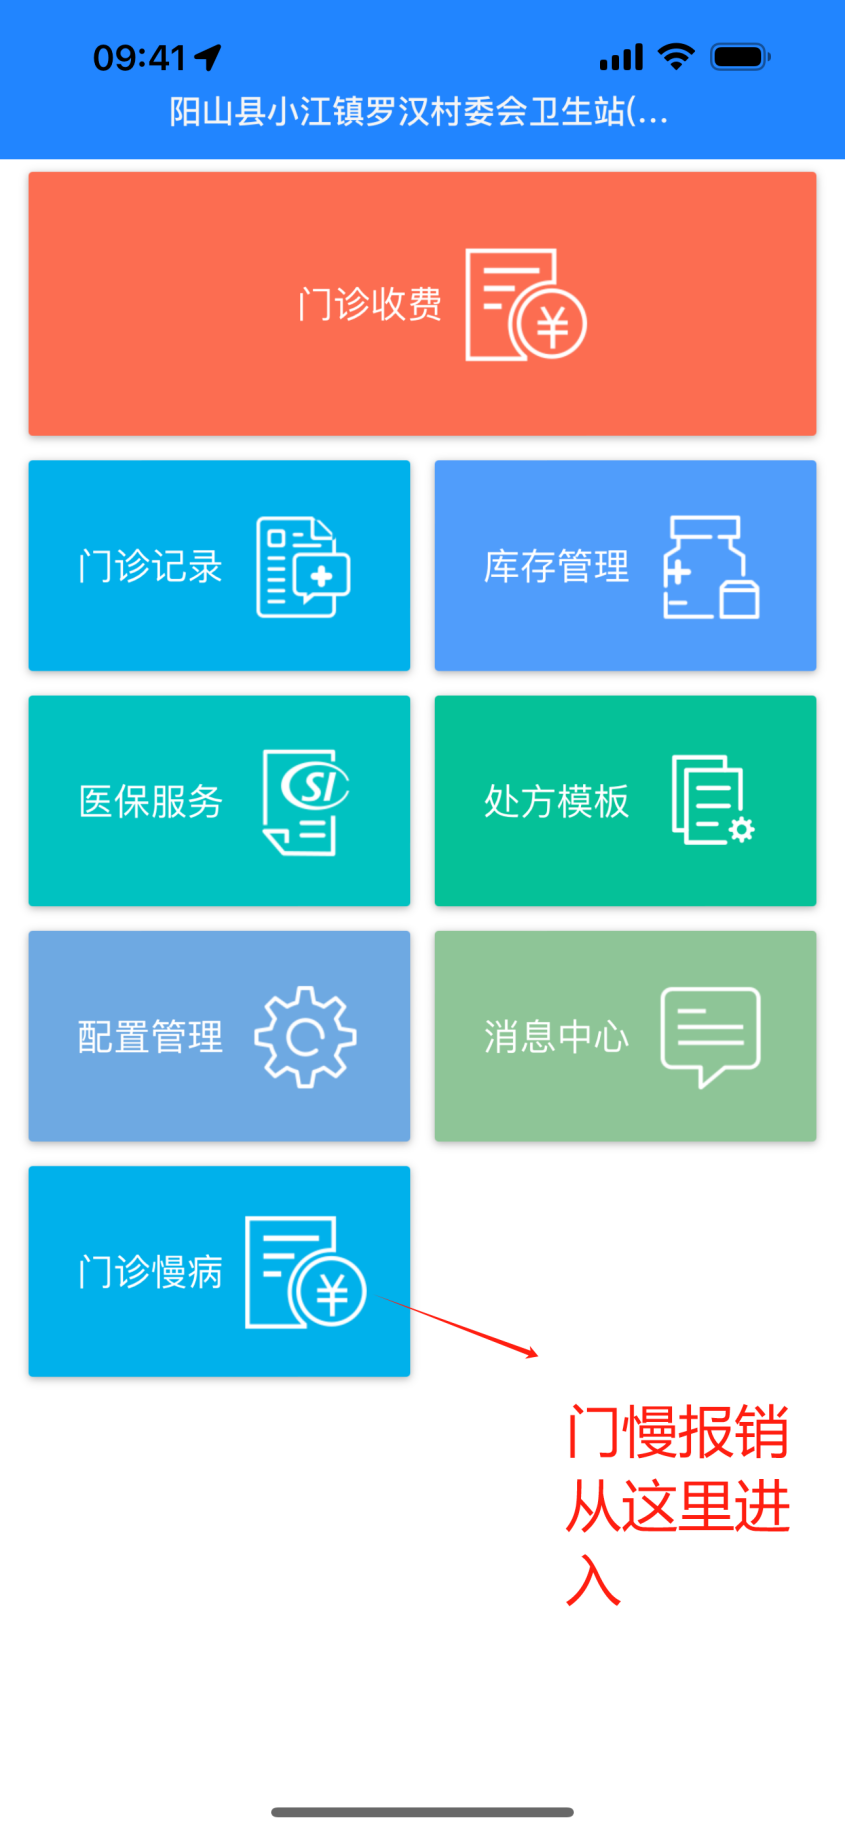 09:41
阳山县小江镇罗汉村委会卫生站(...
门诊收费
门诊记录
库存管理
医保服务
SI
处方模板
配置管理
消息中心
门诊慢病
门慢报销
从这里进
入